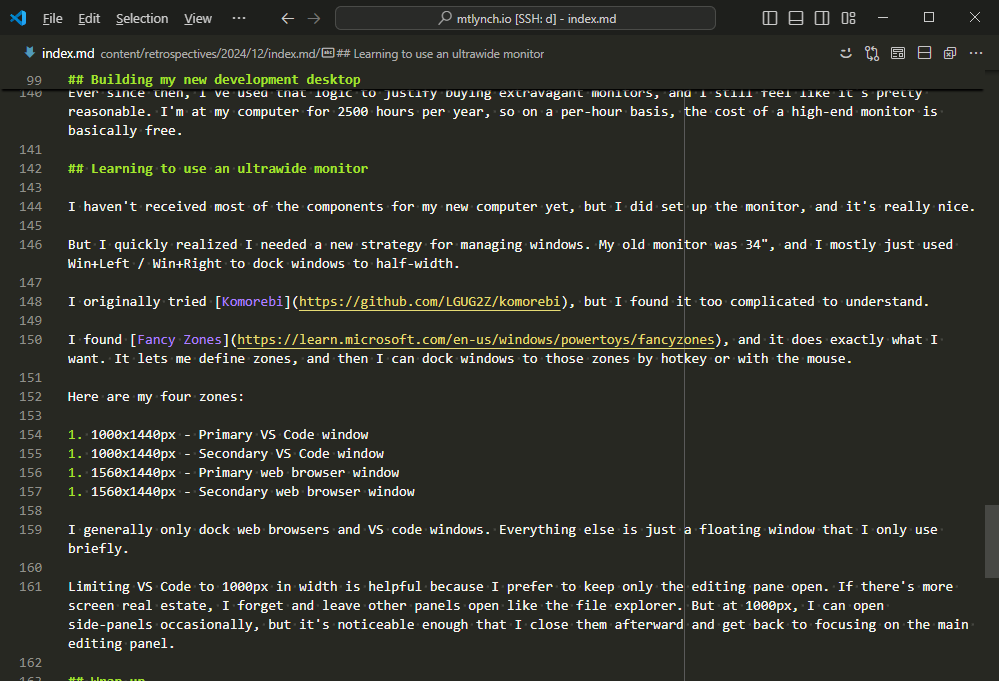 File Edit Selection View ··· mtlynch.io [SSH: d] - index.md
index.md content/retrospectives/2024/12/index.md/ ## Learning to use an ultrawide monitor
99 ## Building my new development desktop
140 Ever since then, I've used that logic to justify buying extravagant monitors, and I still feel like it's pretty
reasonable. I'm at my computer for 2500 hours per year, so on a per-hour basis, the cost of a high-end monitor is
basically free.
141
142 ## Learning to use an ultrawide monitor
143
144 I haven't received most of the components for my new computer yet, but I did set up the monitor, and it's really nice.
145
146 But I quickly realized I needed a new strategy for managing windows. My old monitor was 34", and I mostly just used
Win+Left / Win+Right to dock windows to half-width.
147
148 I originally tried [Komorebi](https://github.com/LGUG2Z/komorebi), but I found it too complicated to understand.
149
150 I found [Fancy Zones](https://learn.microsoft.com/en-us/windows/powertoys/fancyzones), and it does exactly what I
want. It lets me define zones, and then I can dock windows to those zones by hotkey or with the mouse.
151
152 Here are my four zones:
153
154 1. 1000x1440px - Primary VS Code window
155 1. 1000x1440px - Secondary VS Code window
156 1. 1560x1440px - Primary web browser window
157 1. 1560x1440px - Secondary web browser window
158
159 I generally only dock web browsers and VS code windows. Everything else is just a floating window that I only use
briefly.
160
161 Limiting VS Code to 1000px in width is helpful because I prefer to keep only the editing pane open. If there's more
screen real estate, I forget and leave other panels open like the file explorer. But at 1000px, I can open
side-panels occasionally, but it's noticeable enough that I close them afterward and get back to focusing on the main
editing panel.
162
163 ## Wrap up